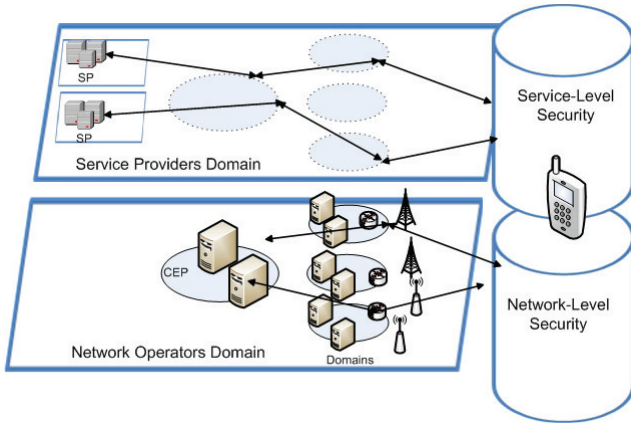 SP
SP
Service Providers Domain
Service-Level
Security
CEP
Network Operators Domain
Domains
Network-Level
Security